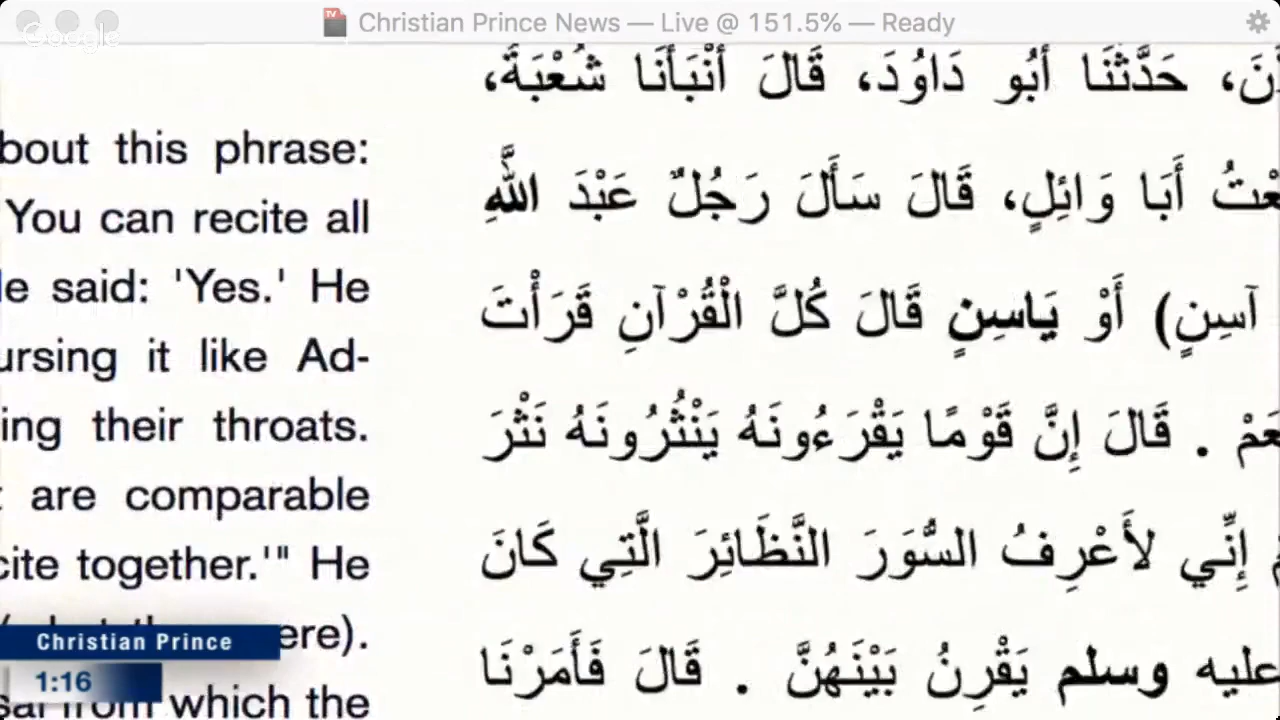 Christian Prince News — Live @ 151.5% — Ready
Google
bout this phrase:
You can recite all
le said: 'Yes.' He
ursing it like Ad-
ing their throats.
are comparable
cite together.'" He
ere).
from which the
حَدَّثَنَا أَبُو دَاوُدَ، قَالَ أَنْبَأَنَا شُعْبَةُ،
أَبَا وَائِلٍ، قَالَ سَأَلَ رَجُلٌ عَبْدَ اللَّهِ
آسِنٍ) أَوْ يَاسِنٍ قَالَ كُلَّ الْقُرْآنِ قَرَأْتَ
. قَالَ إِنَّ قَوْمًا يَقْرَءُونَهُ يَنْثُرُونَهُ نَثْرَ
إِنِّي لأَعْرِفُ السُّوَرَ النَّظَائِرَ الَّتِي كَانَ
عليه وسلم يَقْرِنُ بَيْنَهُنَّ . قَالَ فَأَمَرْنَا
Christian Prince
1:16